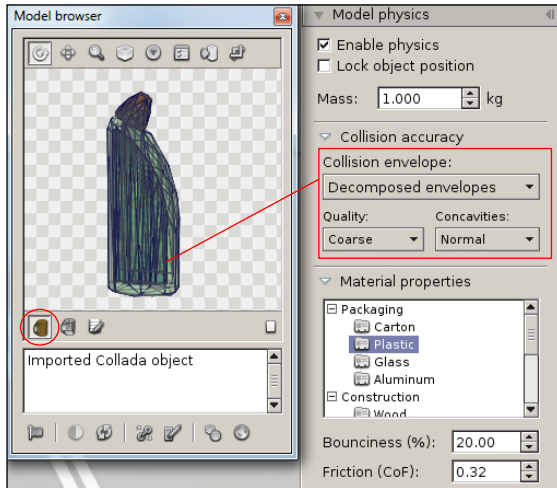 Model browser
Imported Collada object
Model physics
Enable physics
Lock object position
Mass: 1.000 kg
Collision accuracy
Collision envelope:
Decomposed envelopes
Quality: Concavities:
Coarse Normal
Material properties
Packaging
Carton
Plastic
Glass
Aluminum
Construction
Wood
Bounciness (%): 20.00
Friction (CoF): 0.32